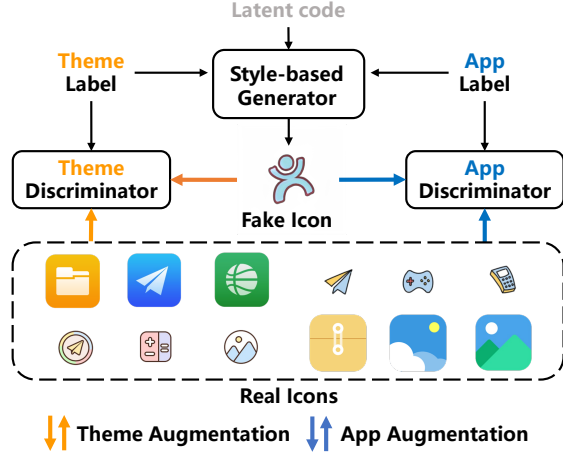 Latent code
Theme
Label
Style-based
Generator
App
Label
Theme
Discriminator
Fake Icon
App
Discriminator
Real Icons
Theme Augmentation
App Augmentation